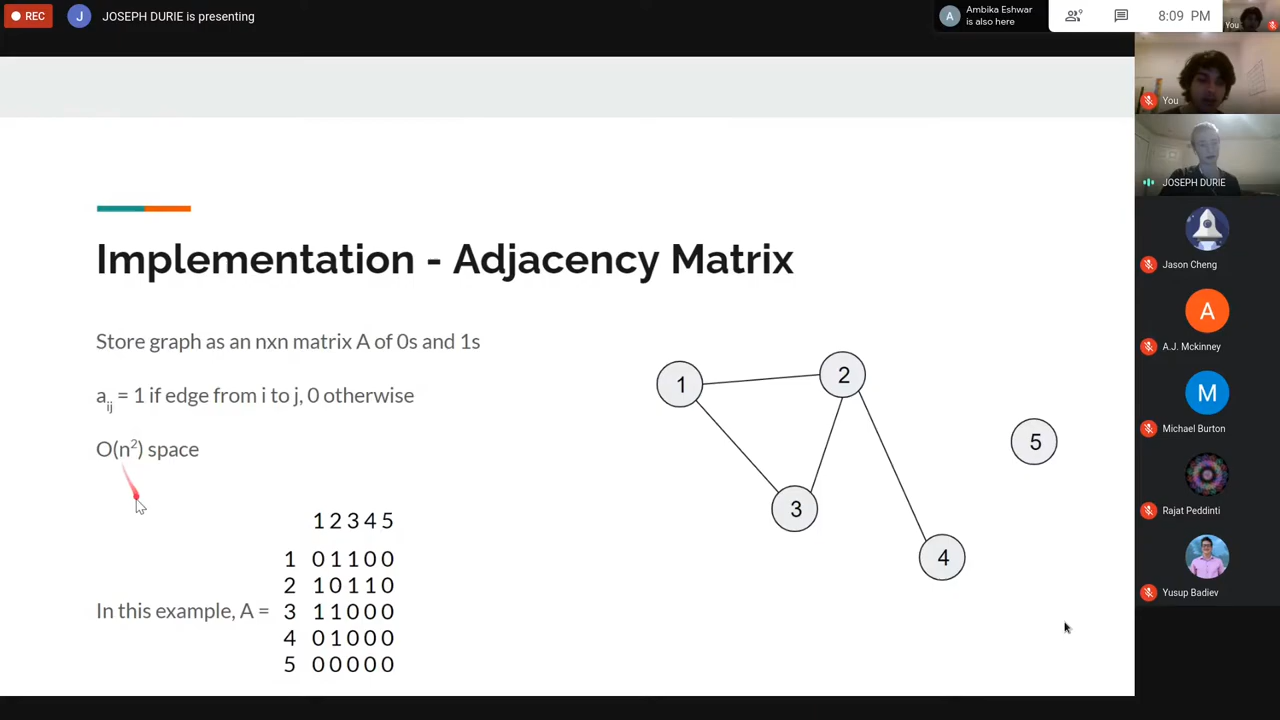 REC
J
JOSEPH DURIE is presenting
A
Ambika Eshwar
is also here
9
8:09 PM
You
You
JOSEPH DURIE
Jason Cheng
A
A.J. Mckinney
M
Michael Burton
Rajat Peddinti
Yusup Badiev
Implementation - Adjacency Matrix
Store graph as an nxn matrix A of 0s and 1s
aij = 1 if edge from i to j, 0 otherwise
O(n²) space
1 2 3 4 5
1 0 1 1 0 0
2 1 0 1 1 0
In this example, A = 3 1 1 0 0 0
4 0 1 0 0 0
5 0 0 0 0 0
1
2
3
4
5